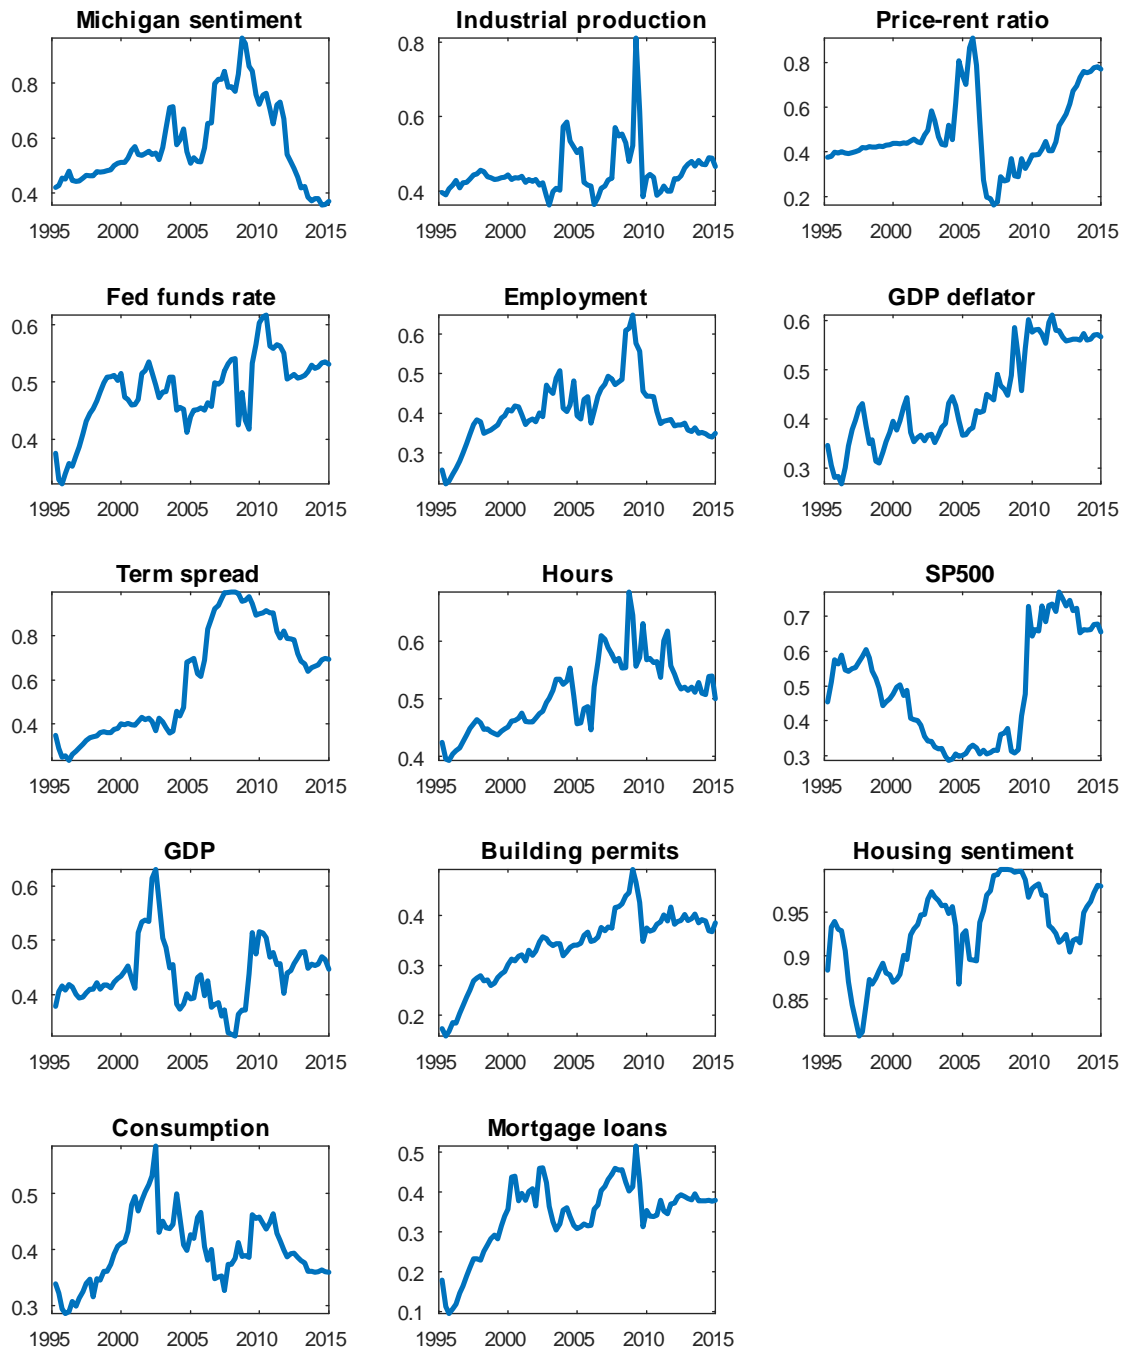 Michigan sentiment Industrial production Price-rent ratio
0.8 0.8 0.8
0.6 0.6 0.6
0.4 0.4 0.4
0.2
1995 2000 2005 2010 2015 1995 2000 2005 2010 2015 1995 2000 2005 2010 2015
Fed funds rate Employment GDP deflator
0.6 0.6 0.6
0.5 0.5 0.5
0.4 0.4 0.4
0.3 0.3
1995 2000 2005 2010 2015 1995 2000 2005 2010 2015 1995 2000 2005 2010 2015
Term spread Hours SP500
0.8 0.6 0.7
0.6 0.5 0.6
0.4 0.4 0.5
0.4
0.3
1995 2000 2005 2010 2015 1995 2000 2005 2010 2015 1995 2000 2005 2010 2015
GDP Building permits Housing sentiment
0.6 0.4 0.95
0.5 0.3 0.9
0.4 0.2 0.85
1995 2000 2005 2010 2015 1995 2000 2005 2010 2015 1995 2000 2005 2010 2015
Consumption Mortgage loans
0.5 0.5
0.4 0.4
0.3 0.3
0.2
0.1
1995 2000 2005 2010 2015 1995 2000 2005 2010 2015